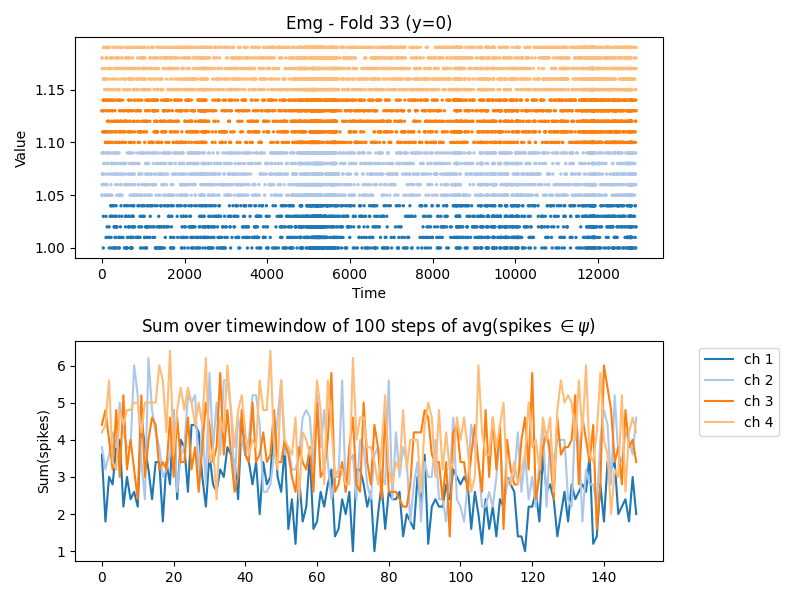 Emg - Fold 33 (y=0)
Value
1.15
1.10
1.05
1.00
0 2000 4000 6000 8000 10000 12000
Time
Sum over timewindow of 100 steps of avg(spikes ∈ψ)
Sum(spikes)
6
5
4
3
2
1
0 20 40 60 80 100 120 140
ch 1
ch 2
ch 3
ch 4